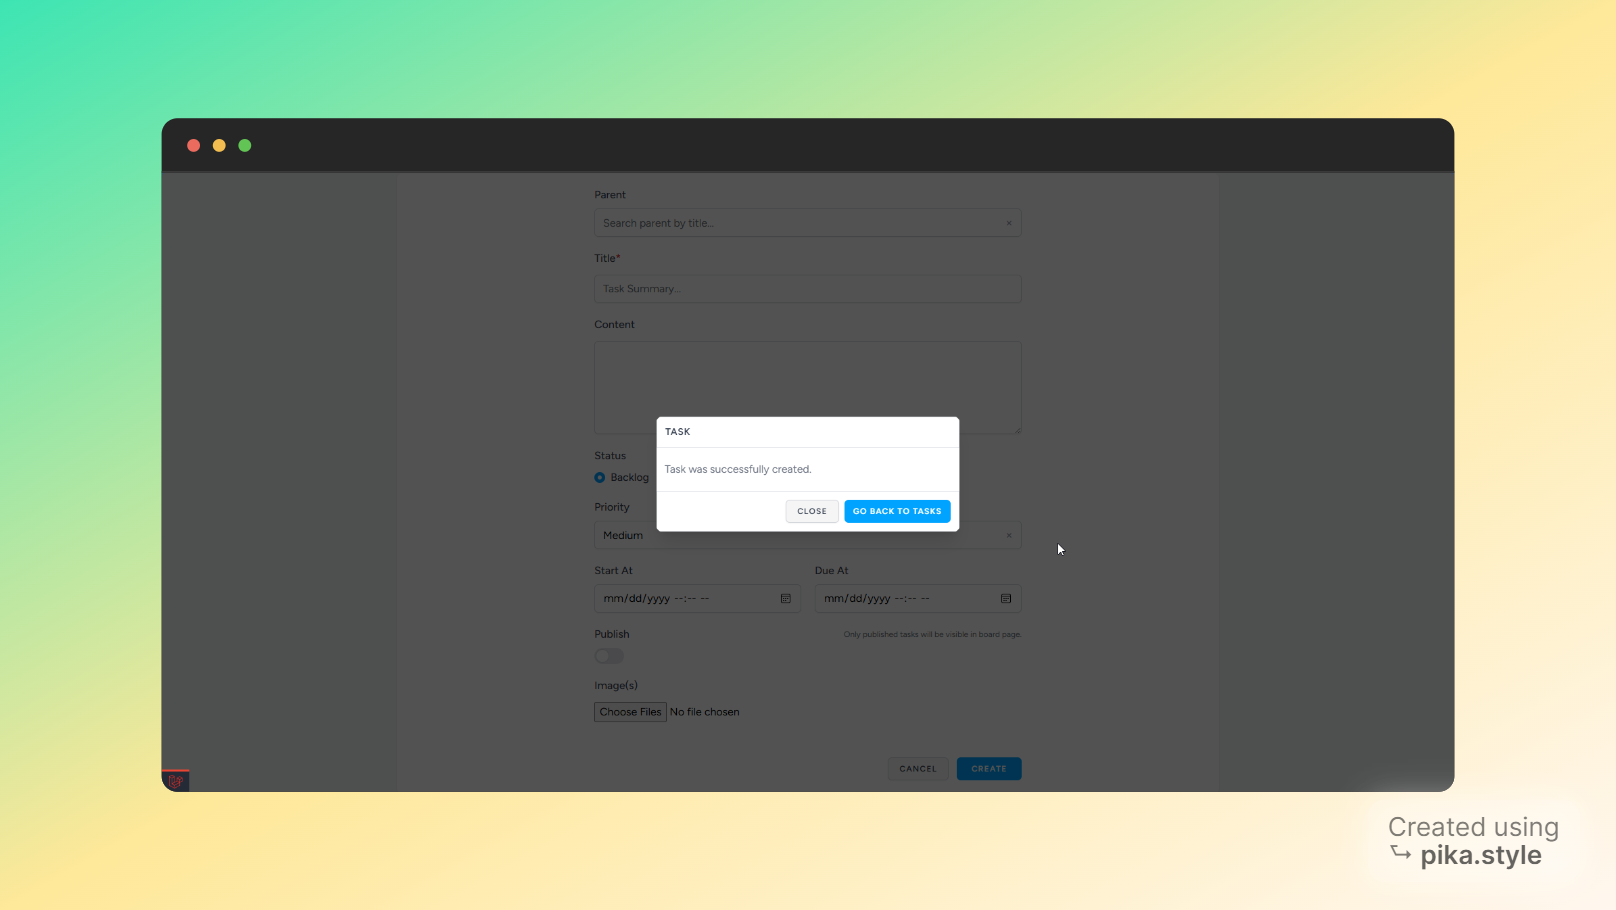 Parent
Search parent by title...
×
Title*
Task Summary...
Content
TASK
Task was successfully created.
CLOSE
GO BACK TO TASKS
Status
Backlog
Priority
Medium
×
Start At
Due At
mm/dd/yyyy --:-- --
mm/dd/yyyy --:-- --
Publish
Only published tasks will be visible in board page.
Image(s)
Choose Files No file chosen
CANCEL
CREATE
Created using
pika.style